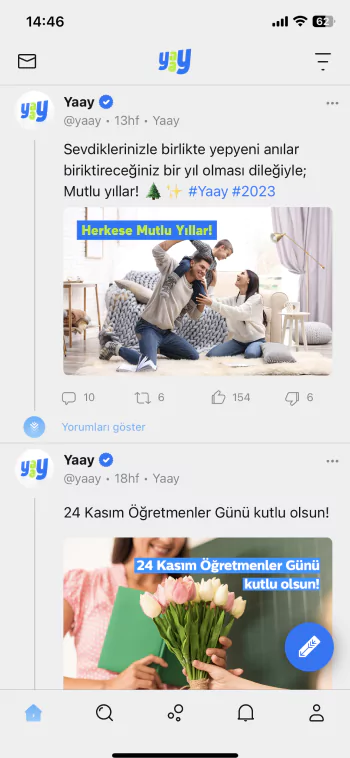 14:46
62
yaay
yaay
Yaay
@yaay • 13hf • Yaay
Sevdiklerinizle birlikte yepyeni anılar
biriktireceğiniz bir yıl olması dileğiyle;
Mutlu yıllar! 🎄✨ #Yaay #2023
Herkese Mutlu Yıllar!
10 6 154 6
Yorumları göster
yaay
Yaay
@yaay • 18hf • Yaay
24 Kasım Öğretmenler Günü kutlu olsun!
24 Kasım Öğretmenler Günü
kutlu olsun!